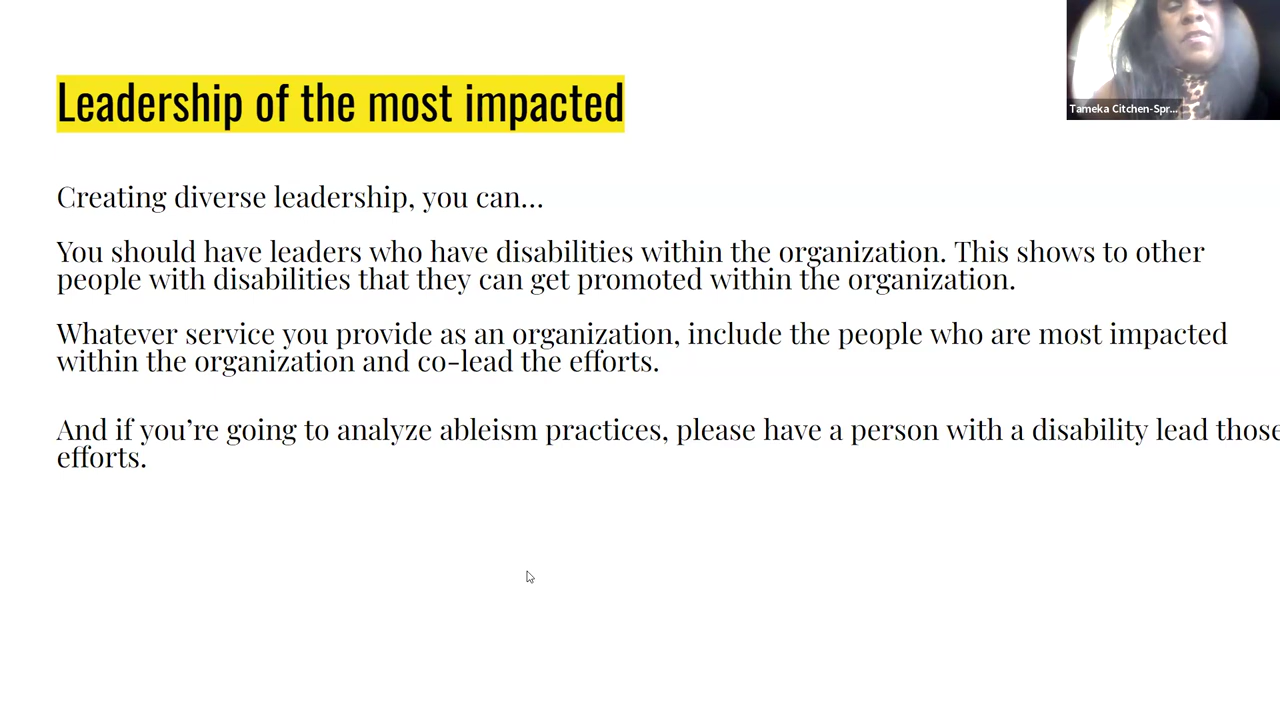 Leadership of the most impacted
Tameka Citchen-Spr...
Creating diverse leadership, you can...
You should have leaders who have disabilities within the organization. This shows to other
people with disabilities that they can get promoted within the organization.
Whatever service you provide as an organization, include the people who are most impacted
within the organization and co-lead the efforts.
And if you’re going to analyze ableism practices, please have a person with a disability lead those
efforts.